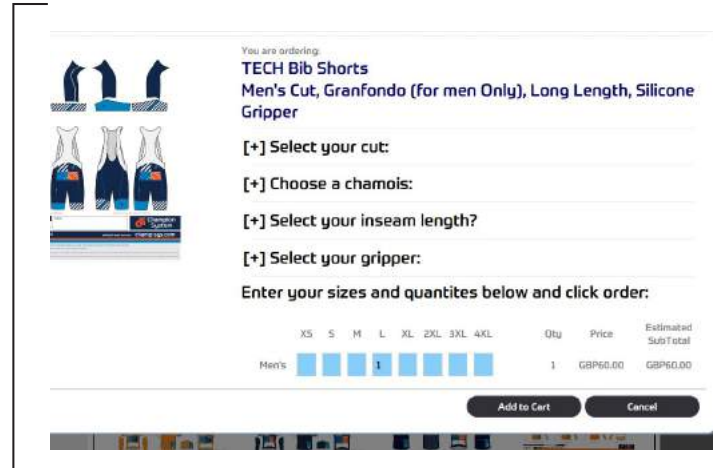 You are ordering:
TECH Bib Shorts
Men's Cut, Granfondo (for men Only), Long Length, Silicone
Gripper
[+] Select your cut:
[+] Choose a chamois:
[+] Select your inseam length?
[+] Select your gripper:
Enter your sizes and quantites below and click order:
XS S M L XL 2XL 3XL 4XL Qty Price Estimated
SubTotal
Men's 1 1 GBP60.00 GBP60.00
Add to Cart Cancel
Champion
System